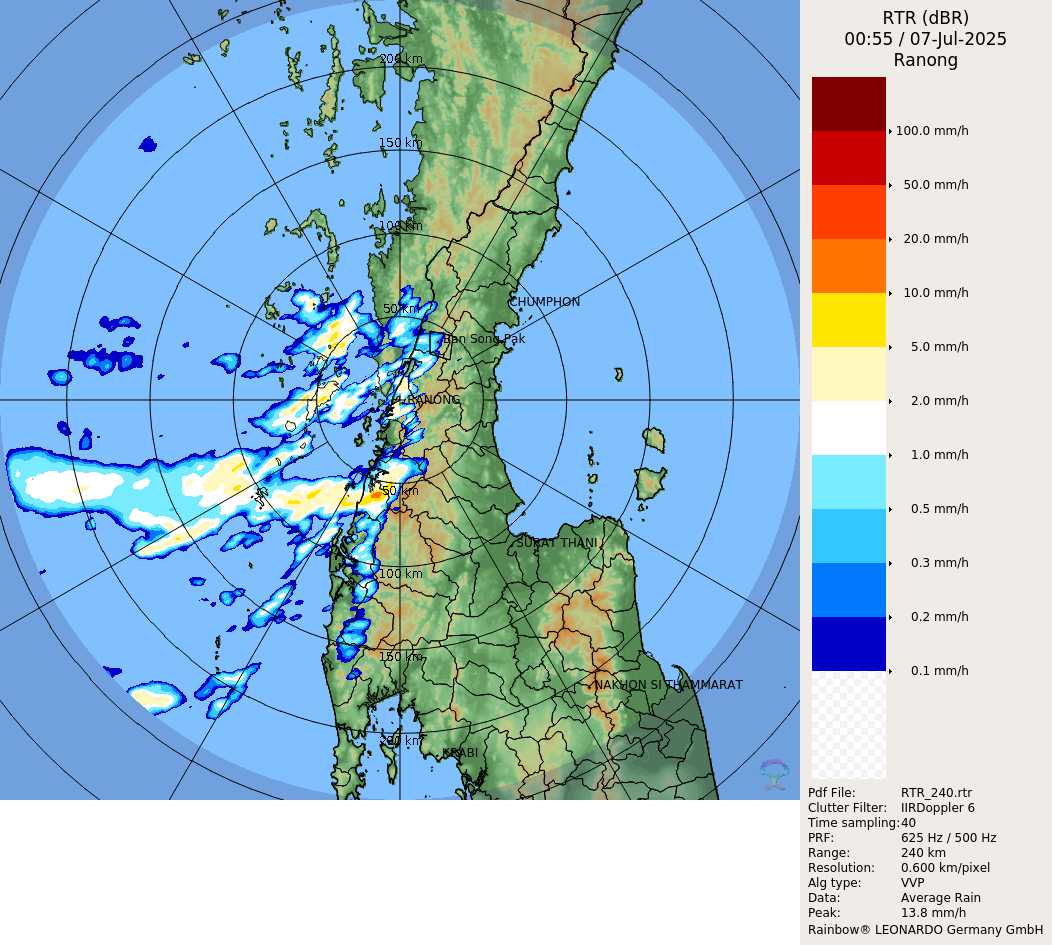 RTR (dBR)
00:55 / 07-Jul-2025
Ranong
200 km
150 km
100 km
50 km
CHUMPHON
Ban Song Pak
RANONG
50 km
SURAT THANI
100 km
150 km
NAKHON SI THAMMARAT
200 km
KRABI
100.0 mm/h
50.0 mm/h
20.0 mm/h
10.0 mm/h
5.0 mm/h
2.0 mm/h
1.0 mm/h
0.5 mm/h
0.3 mm/h
0.2 mm/h
0.1 mm/h
Pdf File: RTR_240.rtr
Clutter Filter: IIRDoppler 6
Time sampling: 40
PRF: 625 Hz / 500 Hz
Range: 240 km
Resolution: 0.600 km/pixel
Alg type: VVP
Data: Average Rain
Peak: 13.8 mm/h
Rainbow® LEONARDO Germany GmbH